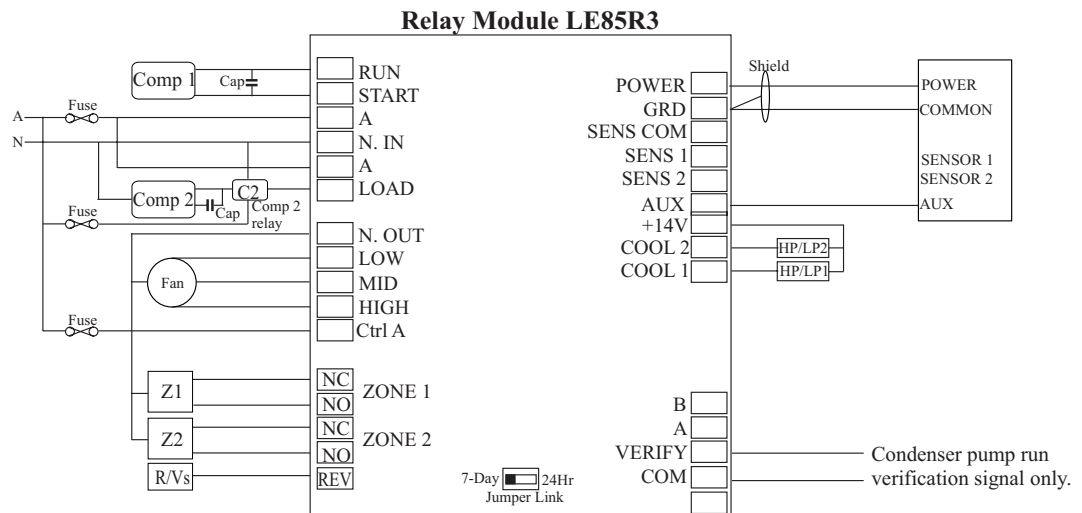 Relay Module LE85R3
Comp 1
Cap
RUN
START
A
Fuse
A
N
N. IN
A
Comp 2
Cap
C2
Comp 2
relay
LOAD
Fuse
N. OUT
LOW
Fan
MID
HIGH
Fuse
Ctrl A
Z1
NC
NO
ZONE 1
Z2
NC
NO
ZONE 2
R/Vs
REV
7-Day
24Hr
Jumper Link
POWER
GRD
SENS COM
SENS 1
SENS 2
AUX
+14V
COOL 2
COOL 1
Shield
POWER
COMMON
SENSOR 1
SENSOR 2
AUX
HP/LP2
HP/LP1
B
A
VERIFY
COM
Condenser pump run
verification signal only.